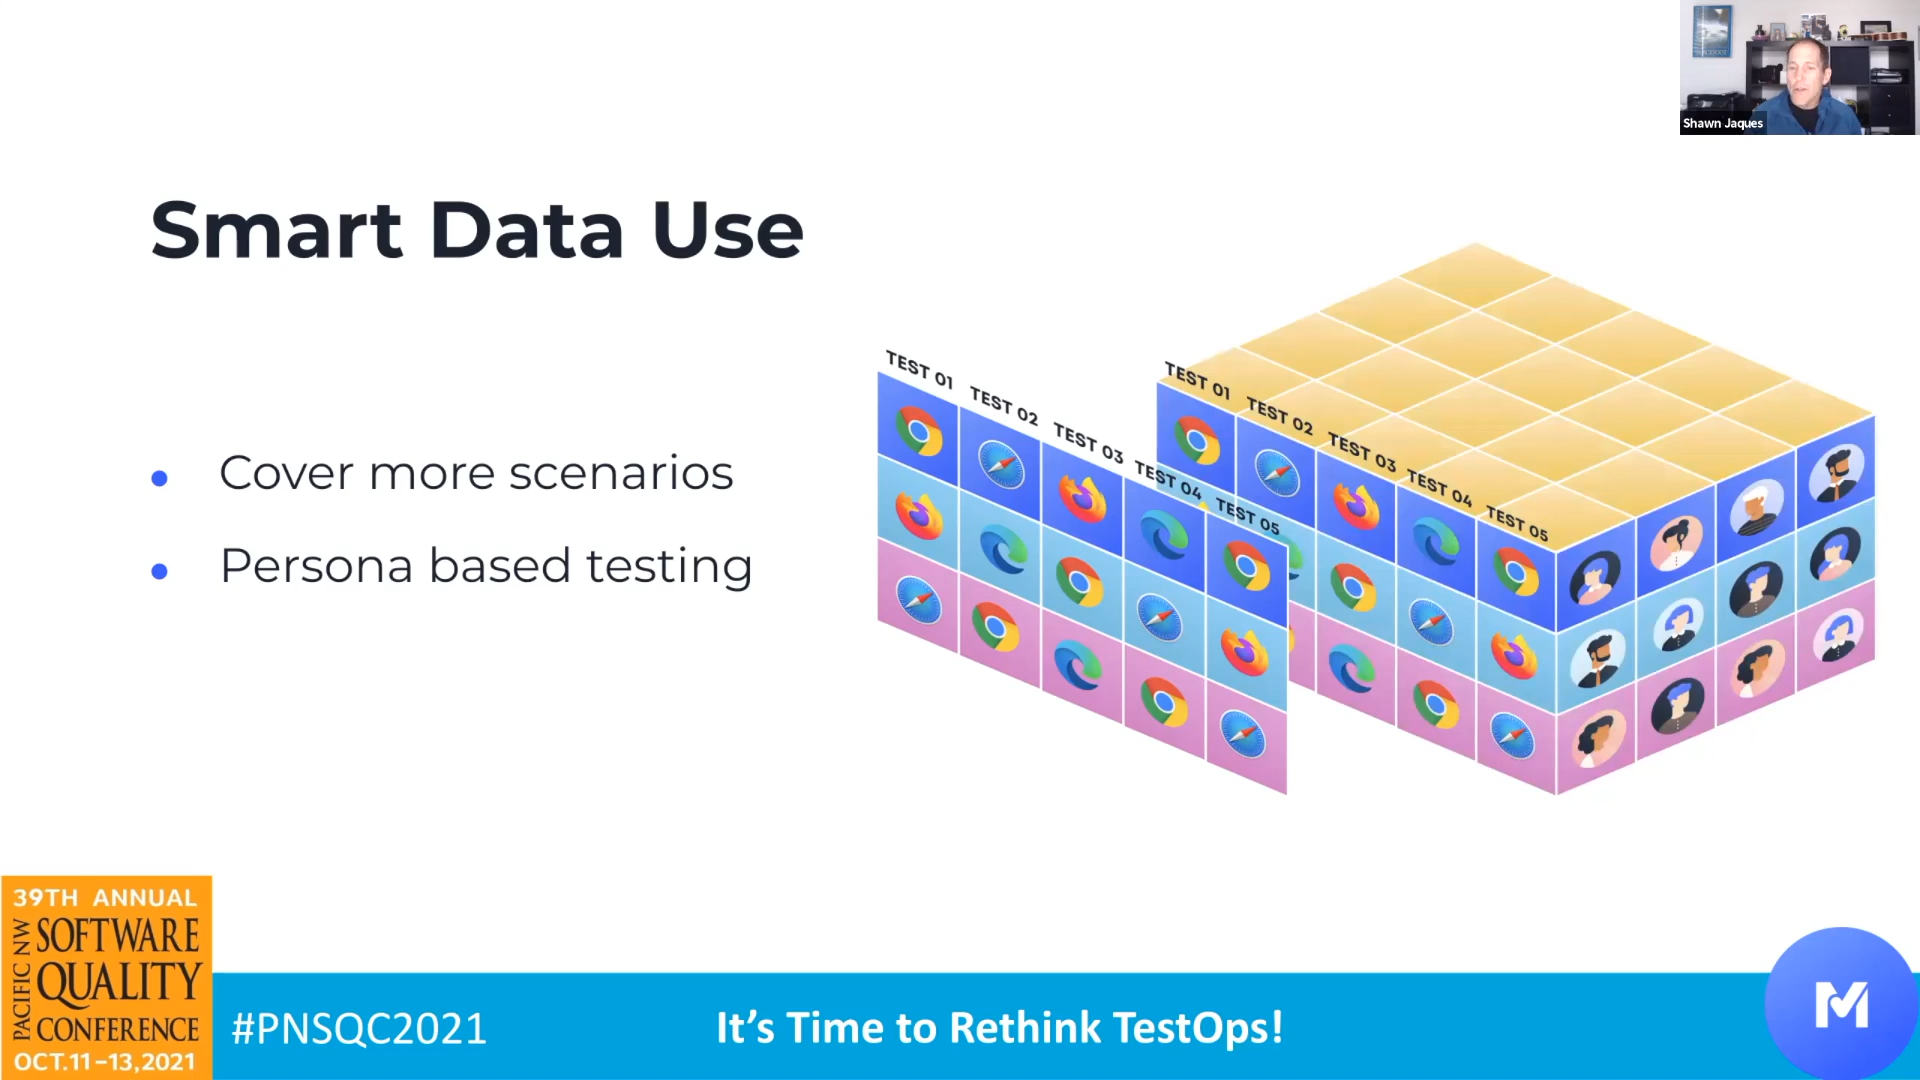 Shawn Jaques
Smart Data Use
Cover more scenarios
Persona based testing
TEST 01
TEST 02
TEST 03
TEST 04
TEST 05
TEST 01
TEST 02
TEST 03
TEST 04
TEST 05
39TH ANNUAL
PACIFIC NW
SOFTWARE
QUALITY
CONFERENCE
OCT.11-13,2021
#PNSQC2021
It's Time to Rethink TestOps!
M